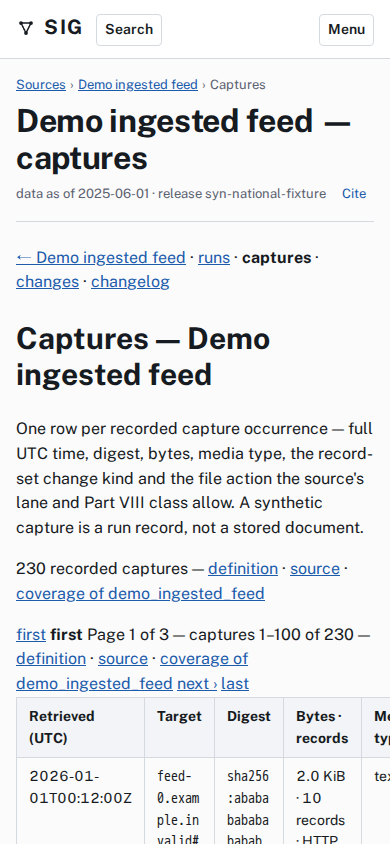 SIG Search Menu
Sources › Demo ingested feed › Captures
Demo ingested feed —
captures
data as of 2025-06-01 · release syn-national-fixture Cite
← Demo ingested feed · runs · captures ·
changes · changelog
Captures — Demo
ingested feed
One row per recorded capture occurrence — full
UTC time, digest, bytes, media type, the record-
set change kind and the file action the source's
lane and Part VIII class allow. A synthetic
capture is a run record, not a stored document.
230 recorded captures — definition · source ·
coverage of demo_ingested_feed
first first Page 1 of 3 — captures 1–100 of 230 —
definition · source · coverage of
demo_ingested_feed next › last
Retrieved Target Digest Bytes ·
(UTC) records
2026-01- feed- sha256 2.0 KiB
01T00:12:00Z 0.exam :ababa · 10
ple.in bababa records
valid# babab · HTTP